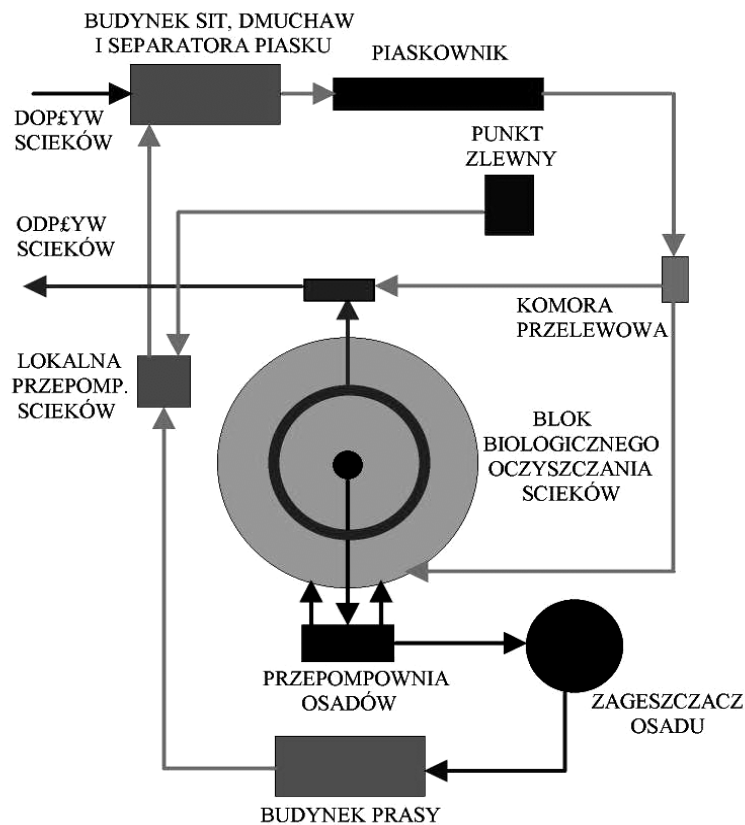 BUDYNEK SIT, DMUCHAW
I SEPARATORA PIASKU
PIASKOWNIK
DOP£YW
SCIEKÓW
PUNKT
ZLEWNY
ODP£YW
SCIEKÓW
KOMORA
PRZELEWOWA
LOKALNA
PRZEPOMP.
SCIEKÓW
BLOK
BIOLOGICZNEGO
OCZYSZCZANIA
SCIEKÓW
PRZEPOMPOWNIA
OSADÓW
ZAGESZCZACZ
OSADU
BUDYNEK PRASY